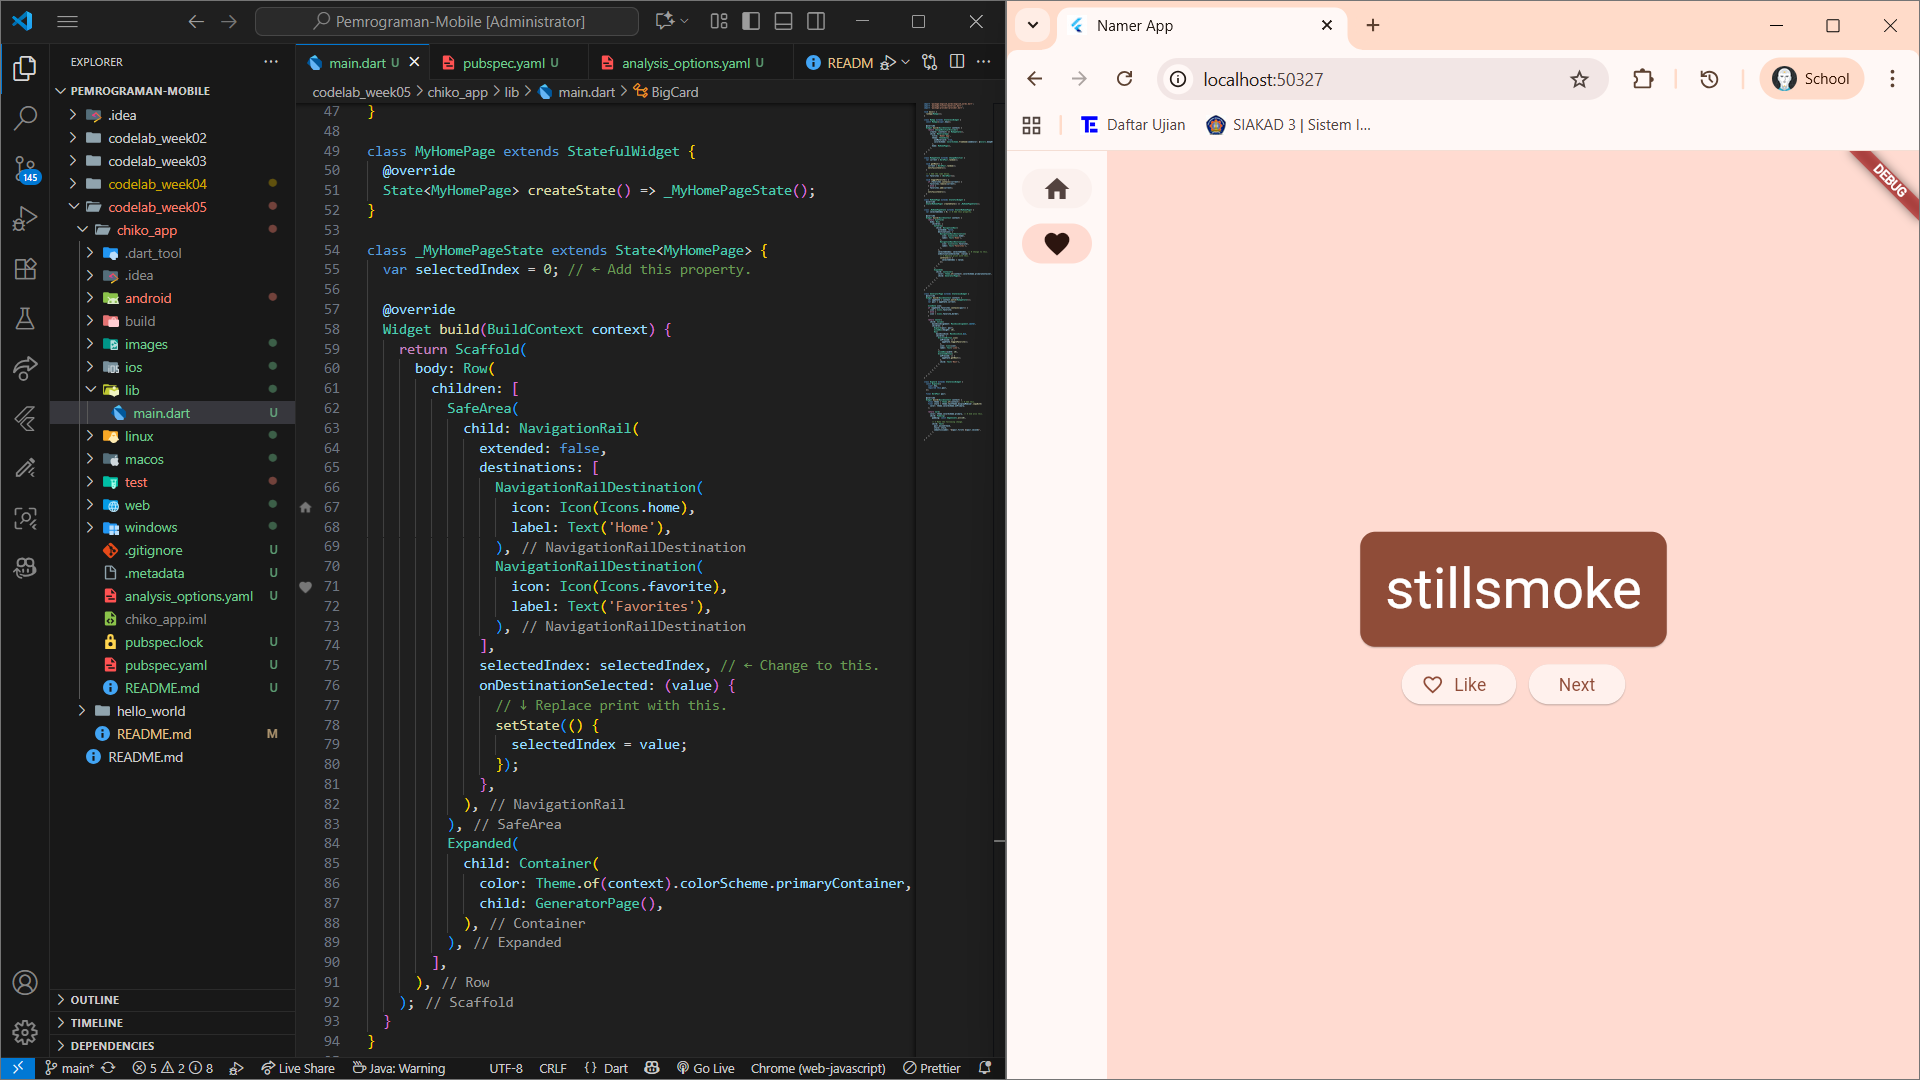 Pemrograman-Mobile [Administrator]
EXPLORER
PEMROGRAMAN-MOBILE
.idea
codelab_week02
codelab_week03
codelab_week04
codelab_week05
chiko_app
.dart_tool
.idea
android
build
images
ios
lib
main.dart U
linux
macos
test
web
windows
.gitignore U
.metadata U
analysis_options.yaml U
chiko_app.iml
pubspec.lock U
pubspec.yaml U
README.md U
hello_world
README.md M
README.md
OUTLINE
TIMELINE
DEPENDENCIES
145
main.dart U
pubspec.yaml U
analysis_options.yaml U
READM
codelab_week05 > chiko_app > lib > main.dart > BigCard
47 }
48
49 class MyHomePage extends StatefulWidget {
50 @override
51 State<MyHomePage> createState() => _MyHomePageState();
52 }
53
54 class _MyHomePageState extends State<MyHomePage> {
55 var selectedIndex = 0; // ← Add this property.
56
57 @override
58 Widget build(BuildContext context) {
59 return Scaffold(
60 body: Row(
61 children: [
62 SafeArea(
63 child: NavigationRail(
64 extended: false,
65 destinations: [
66 NavigationRailDestination(
67 icon: Icon(Icons.home),
68 label: Text('Home'),
69 ), // NavigationRailDestination
70 NavigationRailDestination(
71 icon: Icon(Icons.favorite),
72 label: Text('Favorites'),
73 ), // NavigationRailDestination
74 ],
75 selectedIndex: selectedIndex, // ← Change to this.
76 onDestinationSelected: (value) {
77 // ↓ Replace print with this.
78 setState(() {
79 selectedIndex = value;
80 });
81 },
82 ), // NavigationRail
83 ), // SafeArea
84 Expanded(
85 child: Container(
86 color: Theme.of(context).colorScheme.primaryContainer,
87 child: GeneratorPage(),
88 ), // Container
89 ), // Expanded
90 ],
91 ), // Row
92 ); // Scaffold
93 }
94 }
main* 5 2 8 Live Share Java: Warning UTF-8 CRLF {} Dart Go Live Chrome (web-javascript) Prettier
Namer App
localhost:50327
School
Daftar Ujian
SIAKAD 3 | Sistem I...
DEBUG
stillsmoke
Like
Next